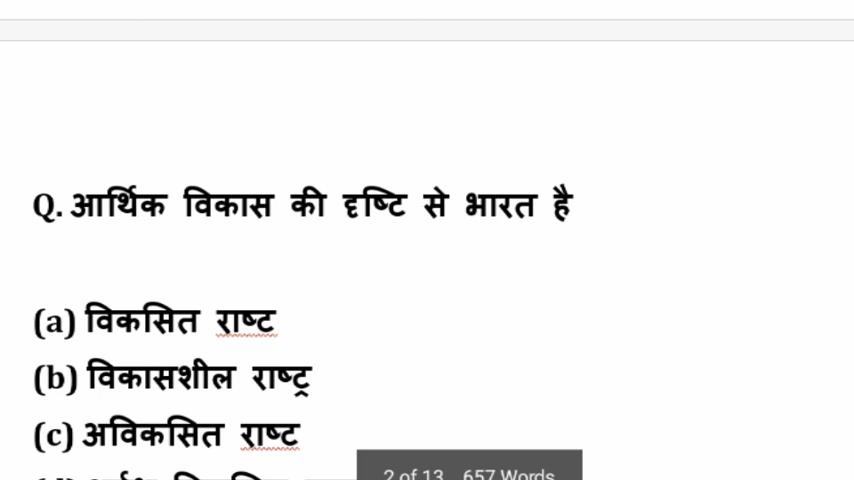 Q. आर्थिक विकास की दृष्टि से भारत है
(a) विकसित राष्ट
(b) विकासशील राष्ट्र
(c) अविकसित राष्ट
2 of 13 657 Words